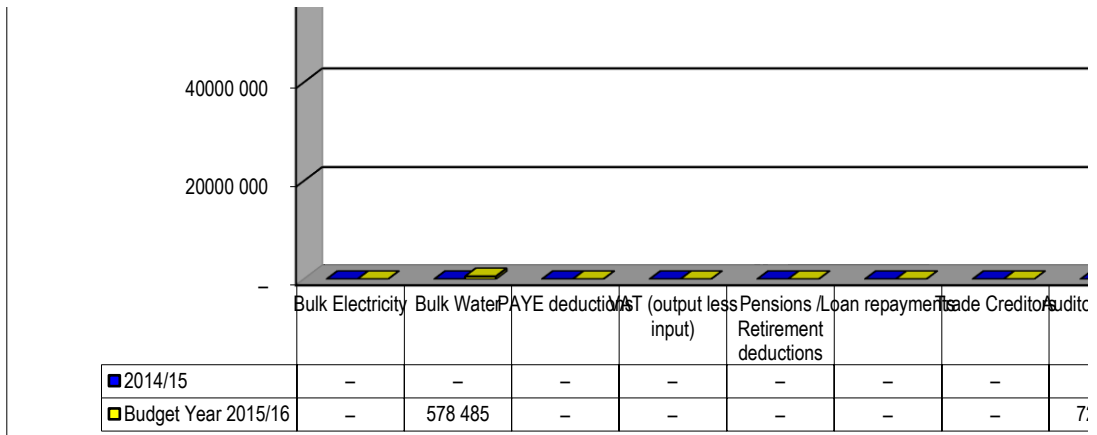 40000 000
20000 000
–
Bulk Electricity Bulk Water PAYE deductions VAT (output less input) Pensions / Retirement deductions Loan repayments Trade Creditors
2014/15 – – – – – – –
Budget Year 2015/16 – 578 485 – – – – –